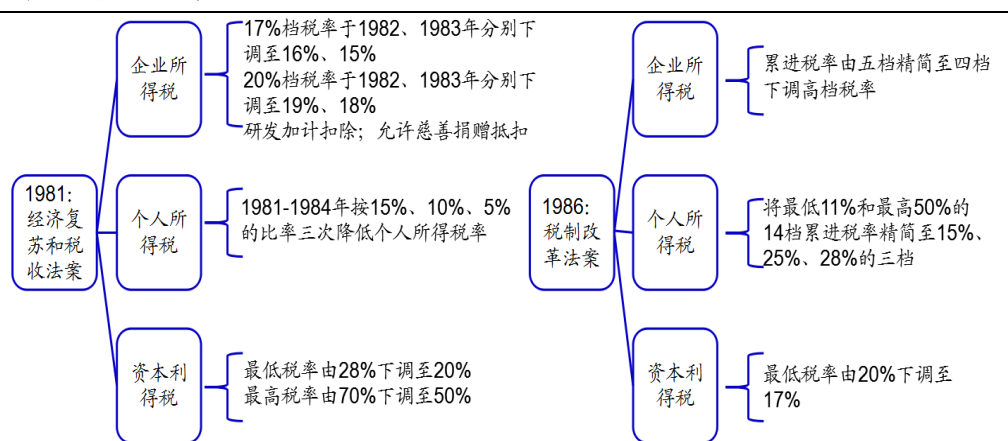 1981：
经济复
苏和税
收法案
企业所
得税
17%档税率于1982、1983年分别下
调至16%、15%
20%档税率于1982、1983年分别下
调至19%、18%
研发加计扣除；允许慈善捐赠抵扣
个人所
得税
1981-1984年按15%、10%、5%
的比率三次降低个人所得税率
资本利
得税
最低税率由28%下调至20%
最高税率由70%下调至50%
1986：
税制改
革法案
企业所
得税
累进税率由五档精简至四档
下调高档税率
个人所
得税
将最低11%和最高50%的
14档累进税率精简至15%、
25%、28%的三档
资本利
得税
最低税率由20%下调至
17%